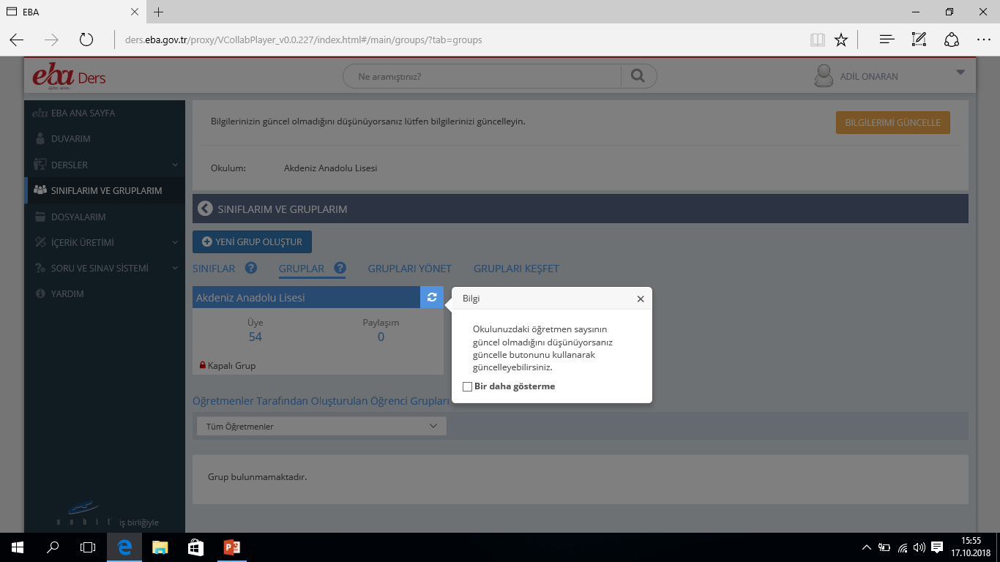 EBA
ders.eba.gov.tr/proxy/VCollabPlayer_v0.0.227/index.html#/main/groups/?tab=groups
eba Ders
Ne aramıştınız?
ADİL ONARAN
EBA ANA SAYFA
DUVARIM
DERSLER
SINIFLARIM VE GRUPLARIM
DOSYALARIM
İÇERİK ÜRETİMİ
SORU VE SINAV SİSTEMİ
YARDIM
sebit iş birliğiyle
Bilgilerinizin güncel olmadığını düşünüyorsanız lütfen bilgilerinizi güncelleyin.
BİLGİLERİMİ GÜNCELLE
Okulum: Akdeniz Anadolu Lisesi
SINIFLARIM VE GRUPLARIM
YENİ GRUP OLUŞTUR
SINIFLAR ? GRUPLAR ? GRUPLARI YÖNET GRUPLARI KEŞFET
Akdeniz Anadolu Lisesi
Üye Paylaşım
54 0
Kapalı Grup
Bilgi
Okulunuzdaki öğretmen saysının
güncel olmadığını düşünüyorsanız
güncelle butonunu kullanarak
güncelleyebilirsiniz.
Bir daha gösterme
Öğretmenler Tarafından Oluşturulan Öğrenci Grupları
Tüm Öğretmenler
Grup bulunmamaktadır.
15:55
17.10.2018